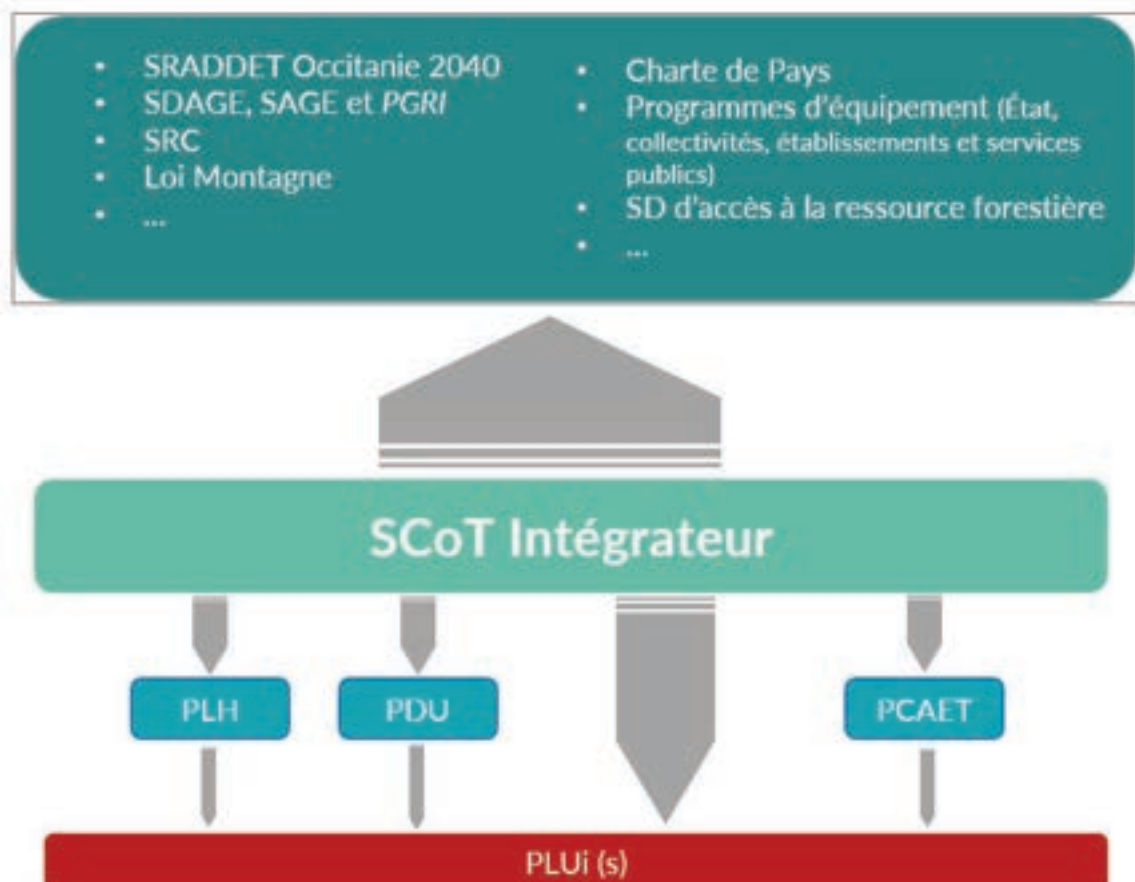 • SRADDET Occitanie 2040
• SDAGE, SAGE et PGRI
• SRC
• Loi Montagne
• ...
• Charte de Pays
• Programmes d'équipement (État,
collectivités, établissements et services
publics)
• SD d'accès à la ressource forestière
• ...
SCoT Intégrateur
PLH
PDU
PCAET
PLUi (s)